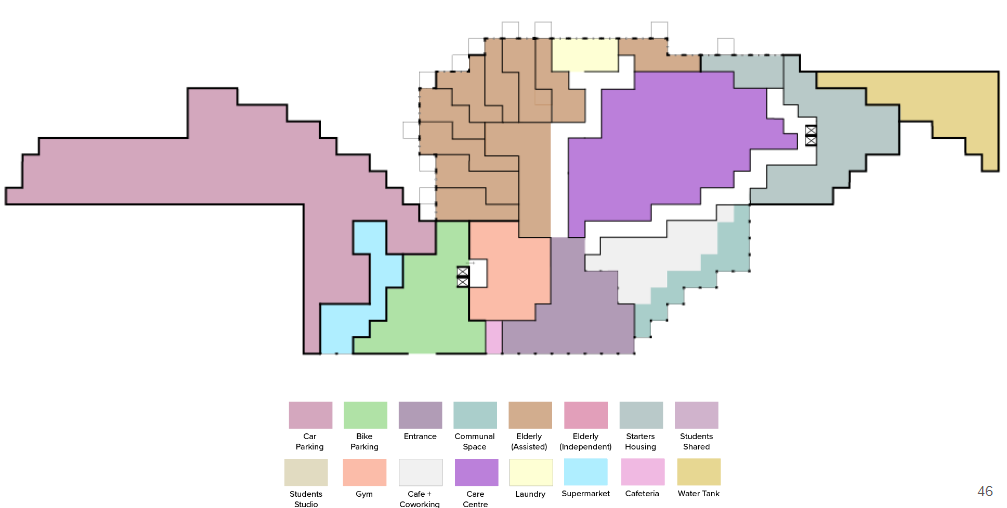 Car
Parking
Bike
Parking
Entrance
Communal
Space
Elderly
(Assisted)
Elderly
(Independent)
Starters
Housing
Students
Shared
Students
Studio
Gym
Cafe +
Coworking
Care
Centre
Laundry
Supermarket
Cafeteria
Water Tank
46